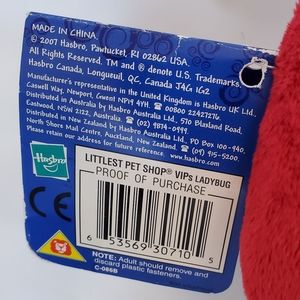 MADE IN CHINA.
© 2007 Hasbro, Pawtucket, RI 02862 USA
All Rights Reserved. TM and ® denote U.S. Trademarks.
Hasbro Canada, Longueuil, QC, Canada J4G 1G2
Manufacturer's representative in the United Kingdom is Hasbro UK Ltd.,
Caswell Way, Newport, Gwent NP19 4YH. ☎ 00800 22427276.
Distributed in Australia by Hasbro Australia Ltd., 570 Blaxland Road,
Eastwood, NSW 2122, Australia. ☎ (02) 9874-0999.
Distributed in New Zealand by Hasbro Australia Ltd., PO Box 100-940,
North Shore Mail Centre, Auckland, New Zealand. ☎ (09) 915-5200
Please retain our address for future reference.
www.hasbro.com
Hasbro
CE
LITTLEST PET SHOP® VIPs LADYBUG
PROOF OF PURCHASE
6 53569 30710 5
NOTE: Adult should remove and
discard plastic fasteners.
C-086B